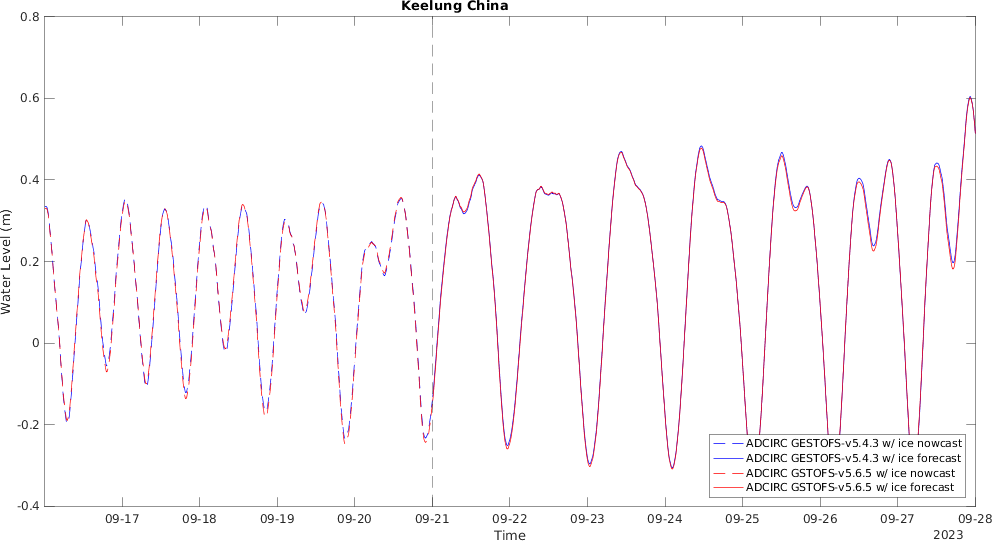 Keelung China
0.8
0.6
0.4
0.2
0
-0.2
-0.4
Water Level (m)
ADCIRC GESTOFS-v5.4.3 w/ ice nowcast
ADCIRC GESTOFS-v5.4.3 w/ ice forecast
ADCIRC GSTOFS-v5.6.5 w/ ice nowcast
ADCIRC GSTOFS-v5.6.5 w/ ice forecast
09-17 09-18 09-19 09-20 09-21 09-22 09-23 09-24 09-25 09-26 09-27 09-28
Time
2023